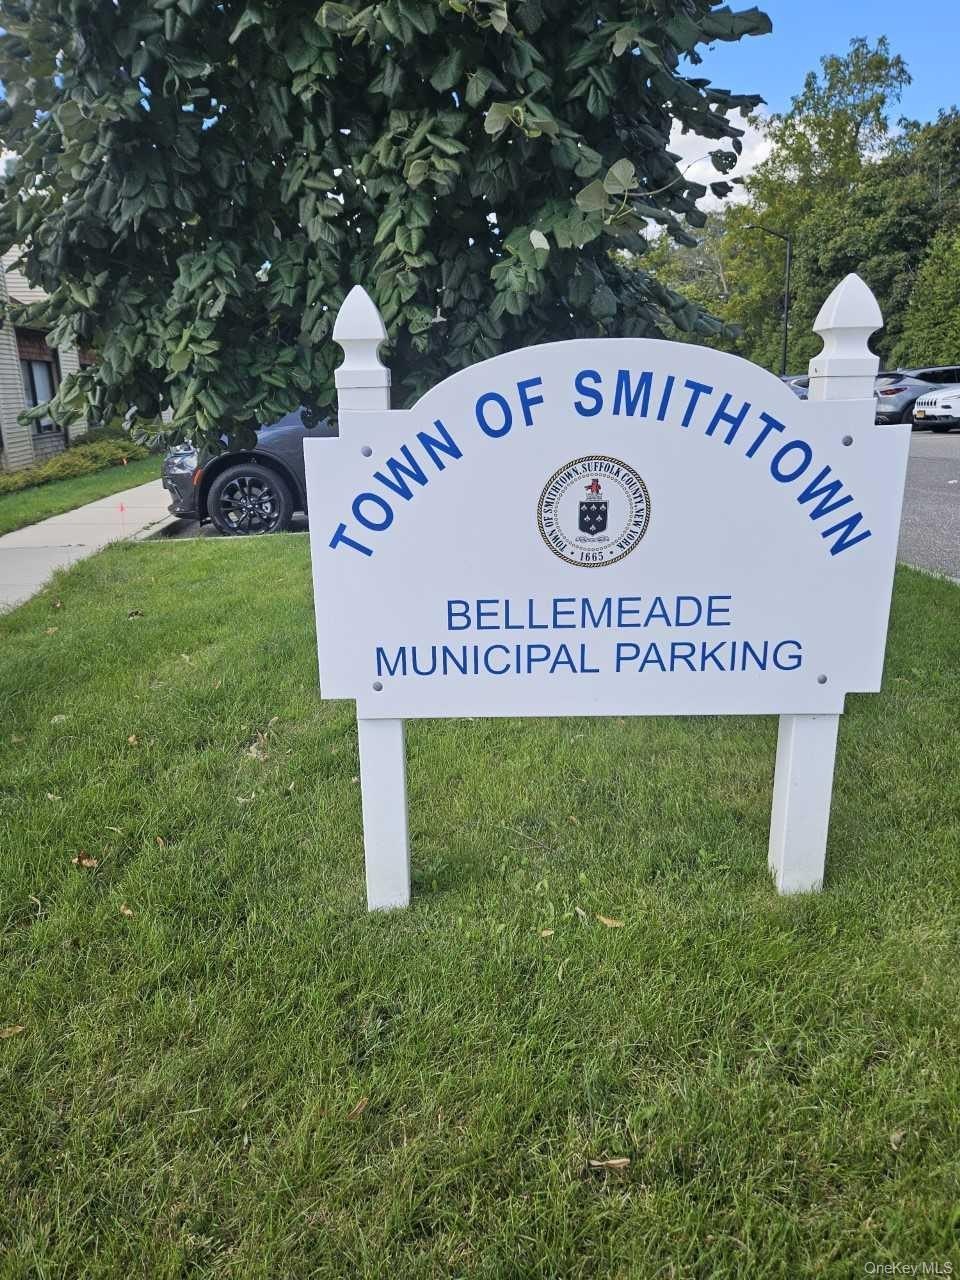 TOWN OF SMITHTOWN
TOWN OF SMITHTOWN, SUFFOLK COUNTY, NEW YORK
• 1665 •
BELLEMEADE
MUNICIPAL PARKING
OneKey MLS